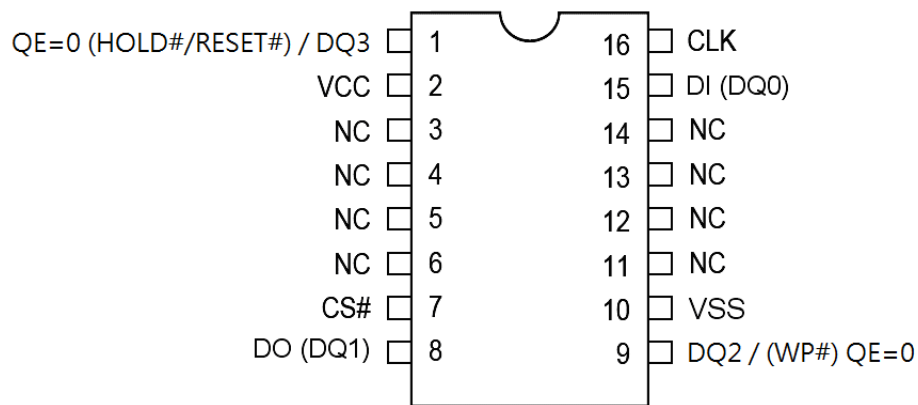 QE=0 (HOLD#/RESET#) / DQ3 1 16 CLK
VCC 2 15 DI (DQ0)
NC 3 14 NC
NC 4 13 NC
NC 5 12 NC
NC 6 11 NC
CS# 7 10 VSS
DO (DQ1) 8 9 DQ2 / (WP#) QE=0